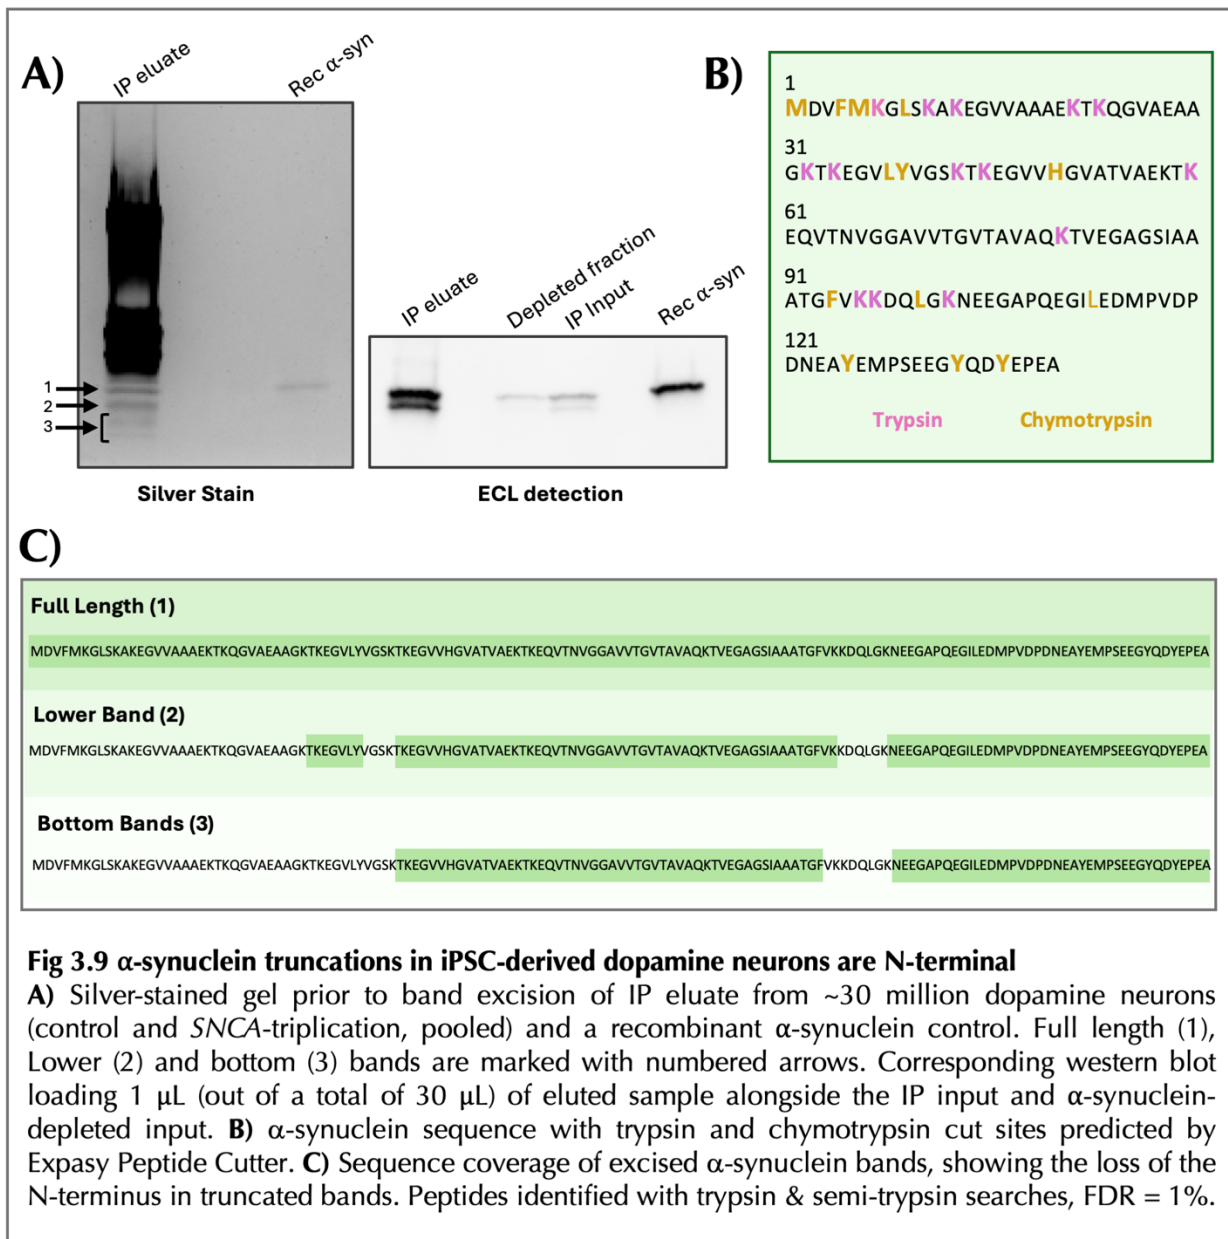 A)
IP eluate
Rec α-syn
1
2
3
Silver Stain
IP eluate
Depleted fraction
IP Input
Rec α-syn
ECL detection
B)
1
MDVFMKGLSKAKEGVVAAAEKTKQGVAEAA
31
GKTKEGVLYVGSKTKEGVVHGVATVAEKTK
61
EQVTNVGGAVVTGVTAVAQKTVEGAGSIAA
91
ATGFVKKDQLGKNEEGAPQEGILEDMPVDP
121
DNEAYEMPSEEGYQDYEPEA
Trypsin Chymotrypsin
C)
Full Length (1)
MDVFMKGLSKAKEGVVAAAEKTKQGVAEAAGKTKEGVLYVGSKTKEGVVHGVATVAEKTKEQVTNVGGAVVTGVTAVAQKTVEGAGSIAAATGFVKKDQLGKNEEGAPQEGILEDMPVDPDNEAYEMPSEEGYQDYEPEA
Lower Band (2)
MDVFMKGLSKAKEGVVAAAEKTKQGVAEAAGKTKEGVLYVGSKTKEGVVHGVATVAEKTKEQVTNVGGAVVTGVTAVAQKTVEGAGSIAAATGFVKKDQLGKNEEGAPQEGILEDMPVDPDNEAYEMPSEEGYQDYEPEA
Bottom Bands (3)
MDVFMKGLSKAKEGVVAAAEKTKQGVAEAAGKTKEGVLYVGSKTKEGVVHGVATVAEKTKEQVTNVGGAVVTGVTAVAQKTVEGAGSIAAATGFVKKDQLGKNEEGAPQEGILEDMPVDPDNEAYEMPSEEGYQDYEPEA
Fig 3.9 α-synuclein truncations in iPSC-derived dopamine neurons are N-terminal
A) Silver-stained gel prior to band excision of IP eluate from ~30 million dopamine neurons
(control and SNCA-triplication, pooled) and a recombinant α-synuclein control. Full length (1),
Lower (2) and bottom (3) bands are marked with numbered arrows. Corresponding western blot
loading 1 μL (out of a total of 30 μL) of eluted sample alongside the IP input and α-synuclein-
depleted input. B) α-synuclein sequence with trypsin and chymotrypsin cut sites predicted by
Expasy Peptide Cutter. C) Sequence coverage of excised α-synuclein bands, showing the loss of the
N-terminus in truncated bands. Peptides identified with trypsin & semi-trypsin searches, FDR = 1%.